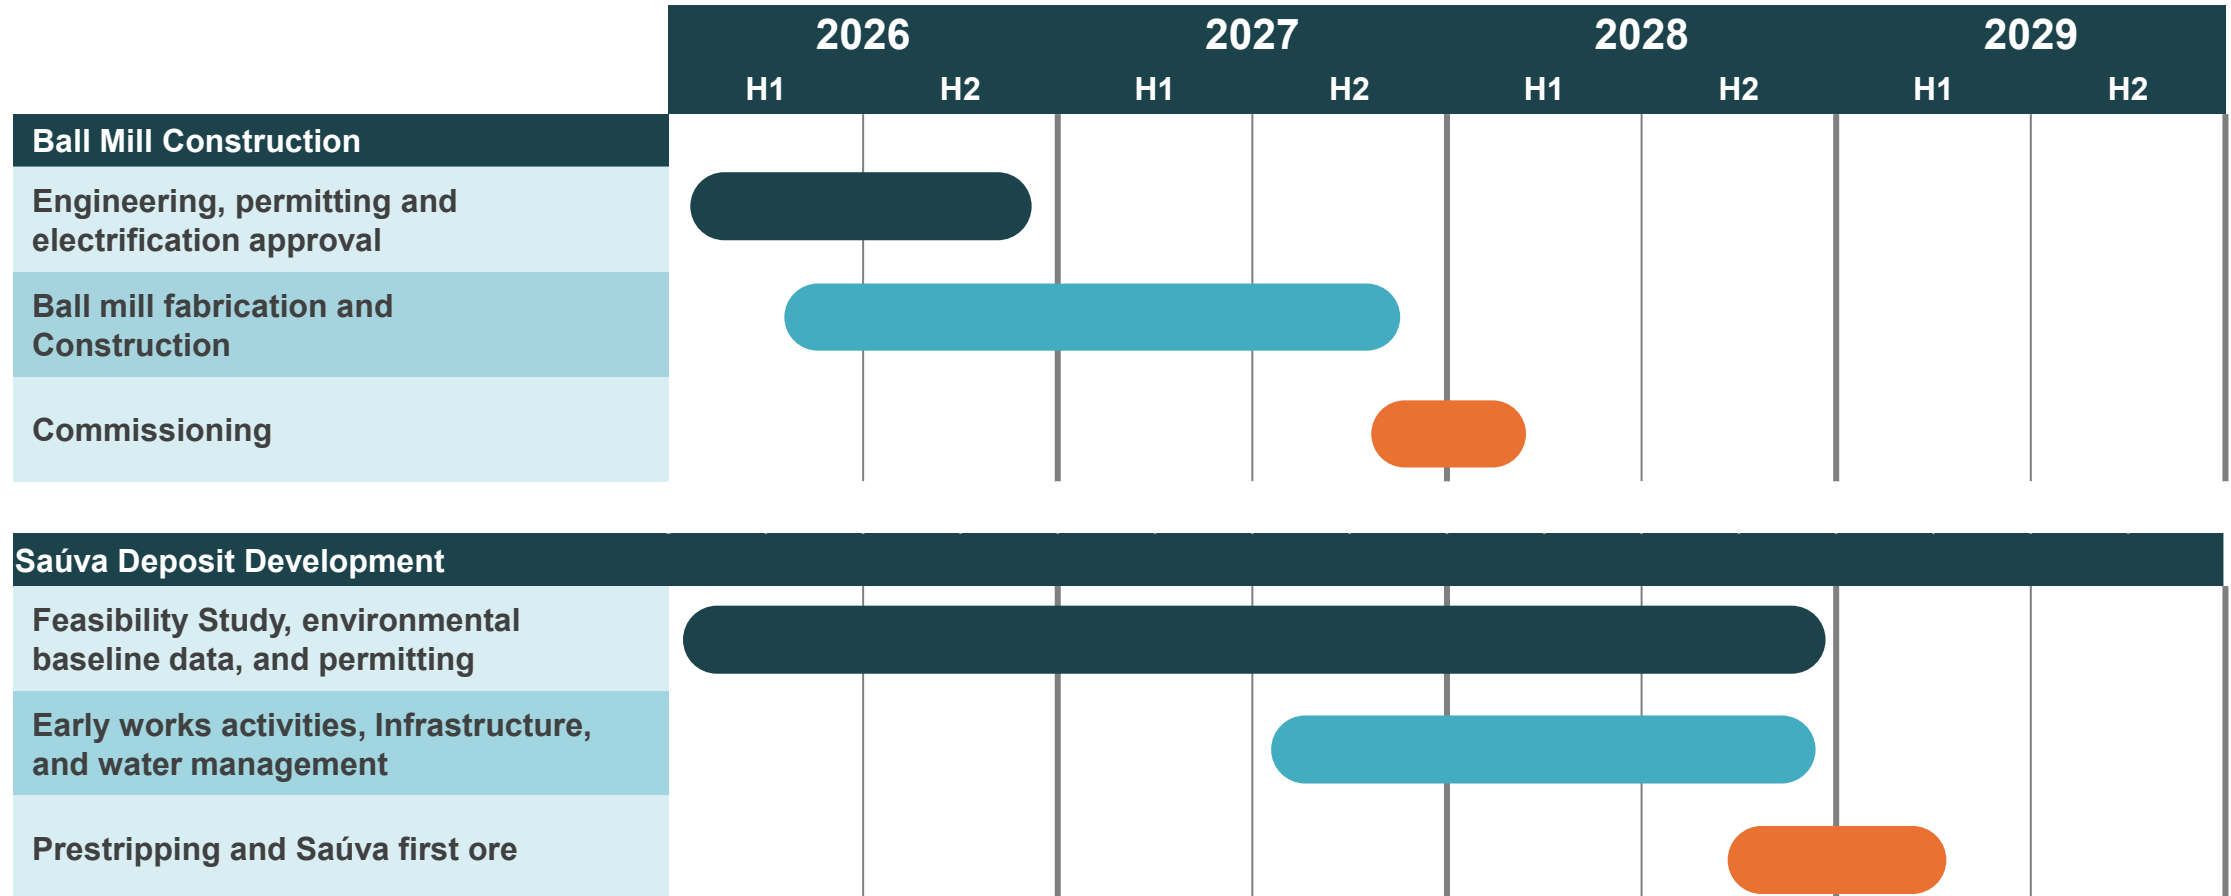 2026 2027 2028 2029
H1 H2 H1 H2 H1 H2 H1 H2
Ball Mill Construction
Engineering, permitting and
electrification approval
Ball mill fabrication and
Construction
Commissioning
Saúva Deposit Development
Feasibility Study, environmental
baseline data, and permitting
Early works activities, Infrastructure,
and water management
Prestripping and Saúva first ore